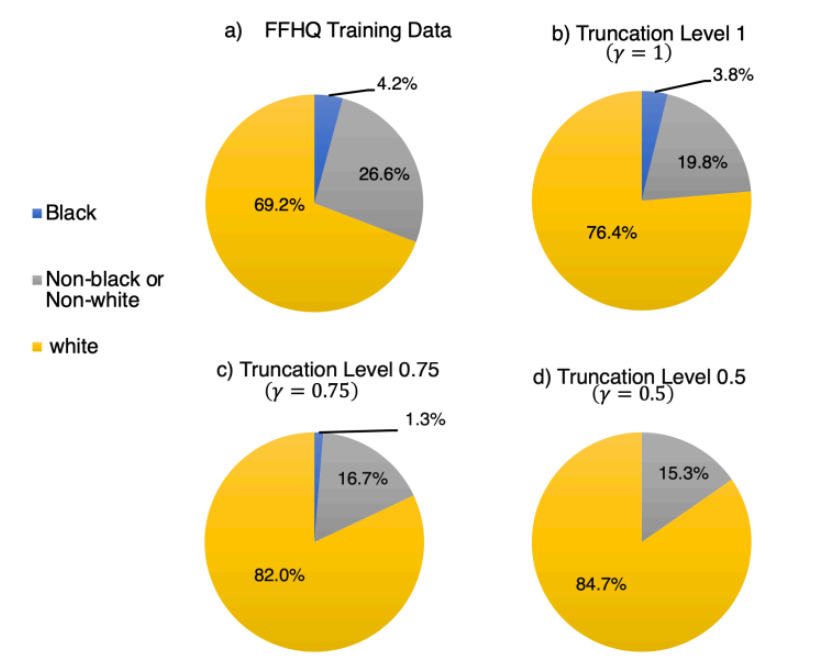 a) FFHQ Training Data
b) Truncation Level 1
(γ = 1)
4.2%
26.6%
69.2%
3.8%
19.8%
76.4%
Black
Non-black or
Non-white
white
c) Truncation Level 0.75
(γ = 0.75)
d) Truncation Level 0.5
(γ = 0.5)
1.3%
16.7%
82.0%
15.3%
84.7%